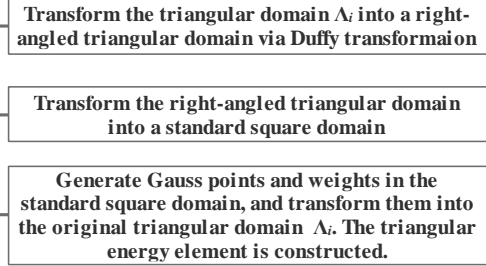 Transform the triangular domain Λi into a right-
angled triangular domain via Duffy transformaion
Transform the right-angled triangular domain
into a standard square domain
Generate Gauss points and weights in the
standard square domain, and transform them into
the original triangular domain Λi. The triangular
energy element is constructed.